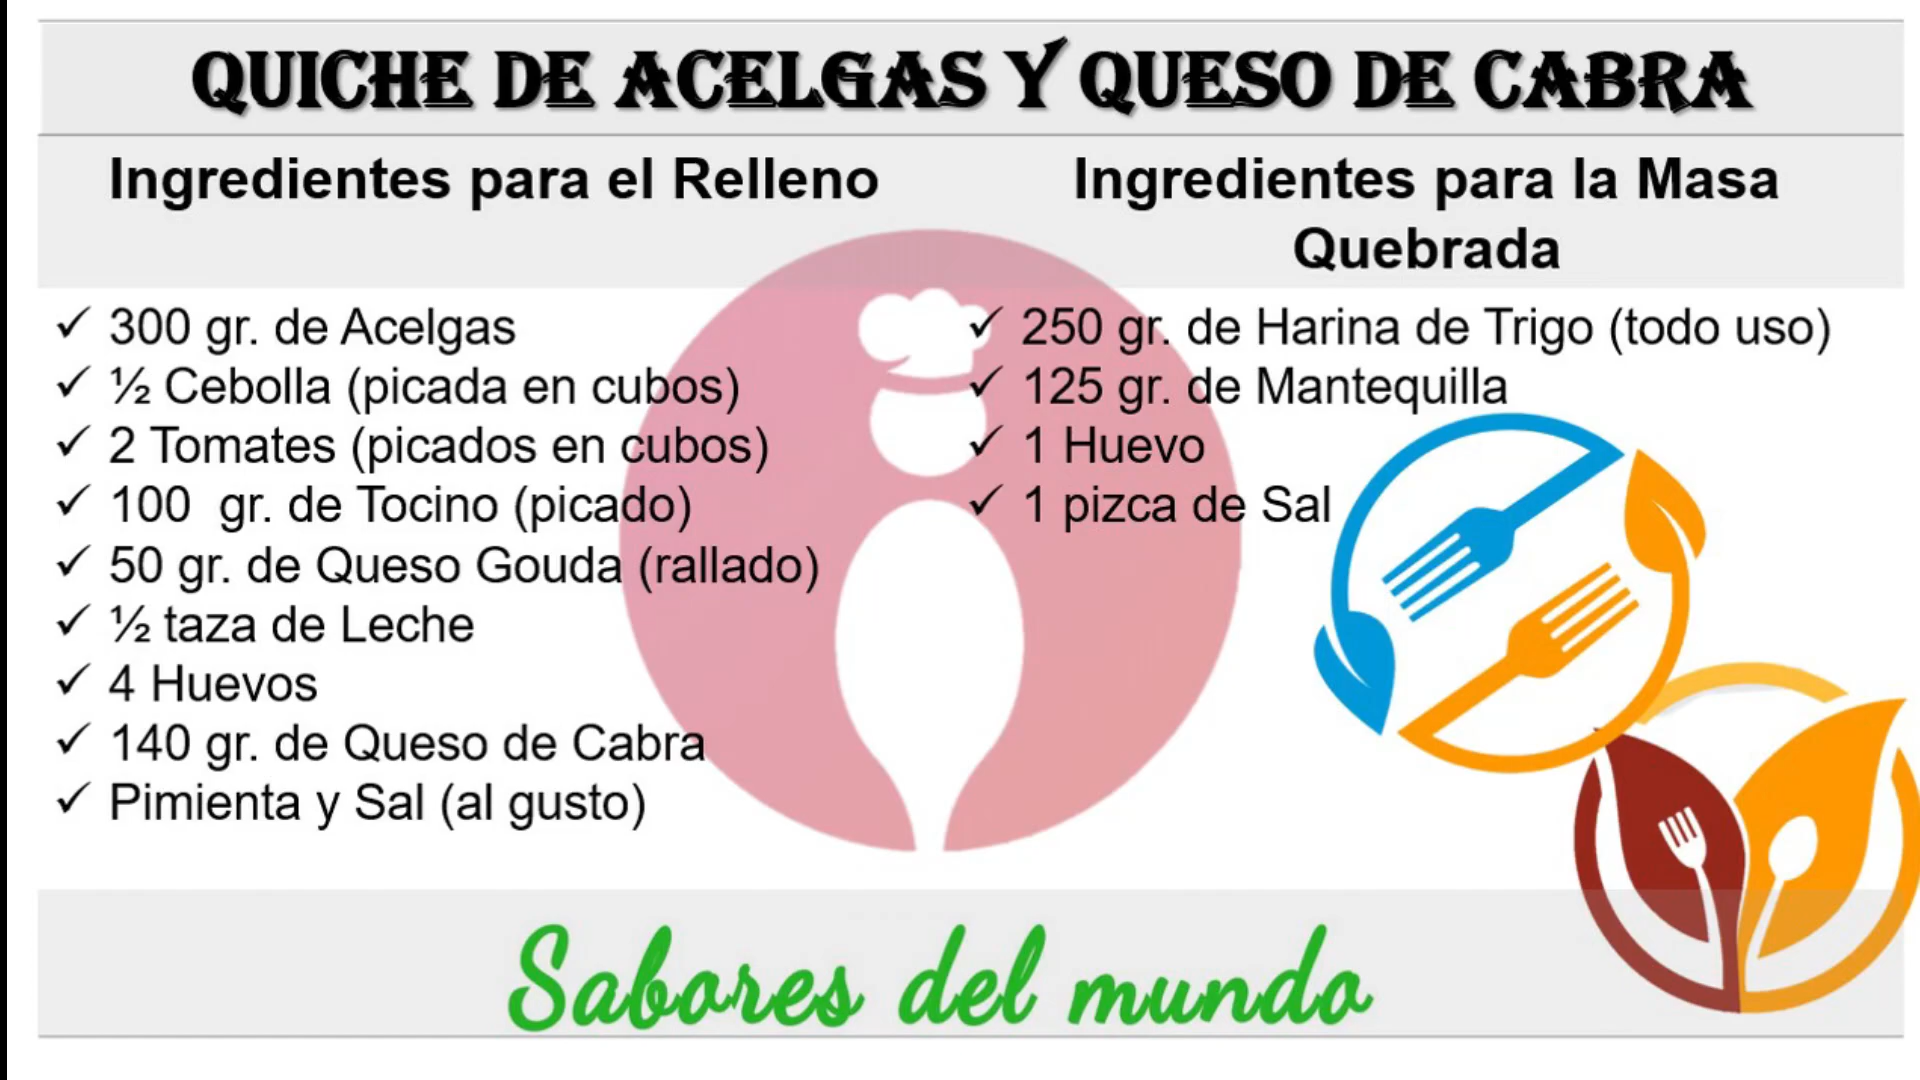 QUICHE DE ACELGAS Y QUESO DE CABRA
Ingredientes para el Relleno
✓ 300 gr. de Acelgas
✓ ½ Cebolla (picada en cubos)
✓ 2 Tomates (picados en cubos)
✓ 100 gr. de Tocino (picado)
✓ 50 gr. de Queso Gouda (rallado)
✓ ½ taza de Leche
✓ 4 Huevos
✓ 140 gr. de Queso de Cabra
✓ Pimienta y Sal (al gusto)
Ingredientes para la Masa
Quebrada
✓ 250 gr. de Harina de Trigo (todo uso)
✓ 125 gr. de Mantequilla
✓ 1 Huevo
✓ 1 pizca de Sal
Sabores del mundo